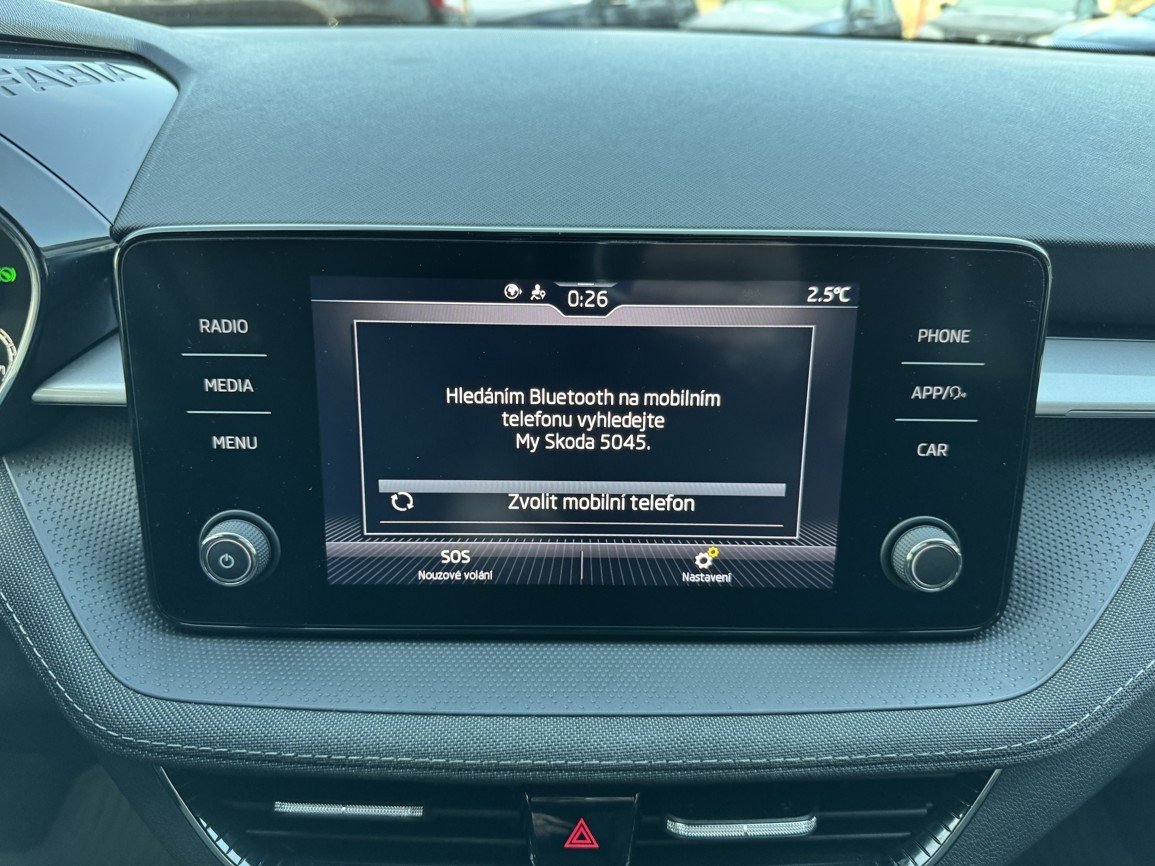 FABIA
0:26
2.5°C
RADIO
MEDIA
MENU
PHONE
APP/
CAR
Hledáním Bluetooth na mobilním
telefonu vyhledejte
My Skoda 5045.
Zvolit mobilní telefon
SOS
Nouzové volání
Nastavení